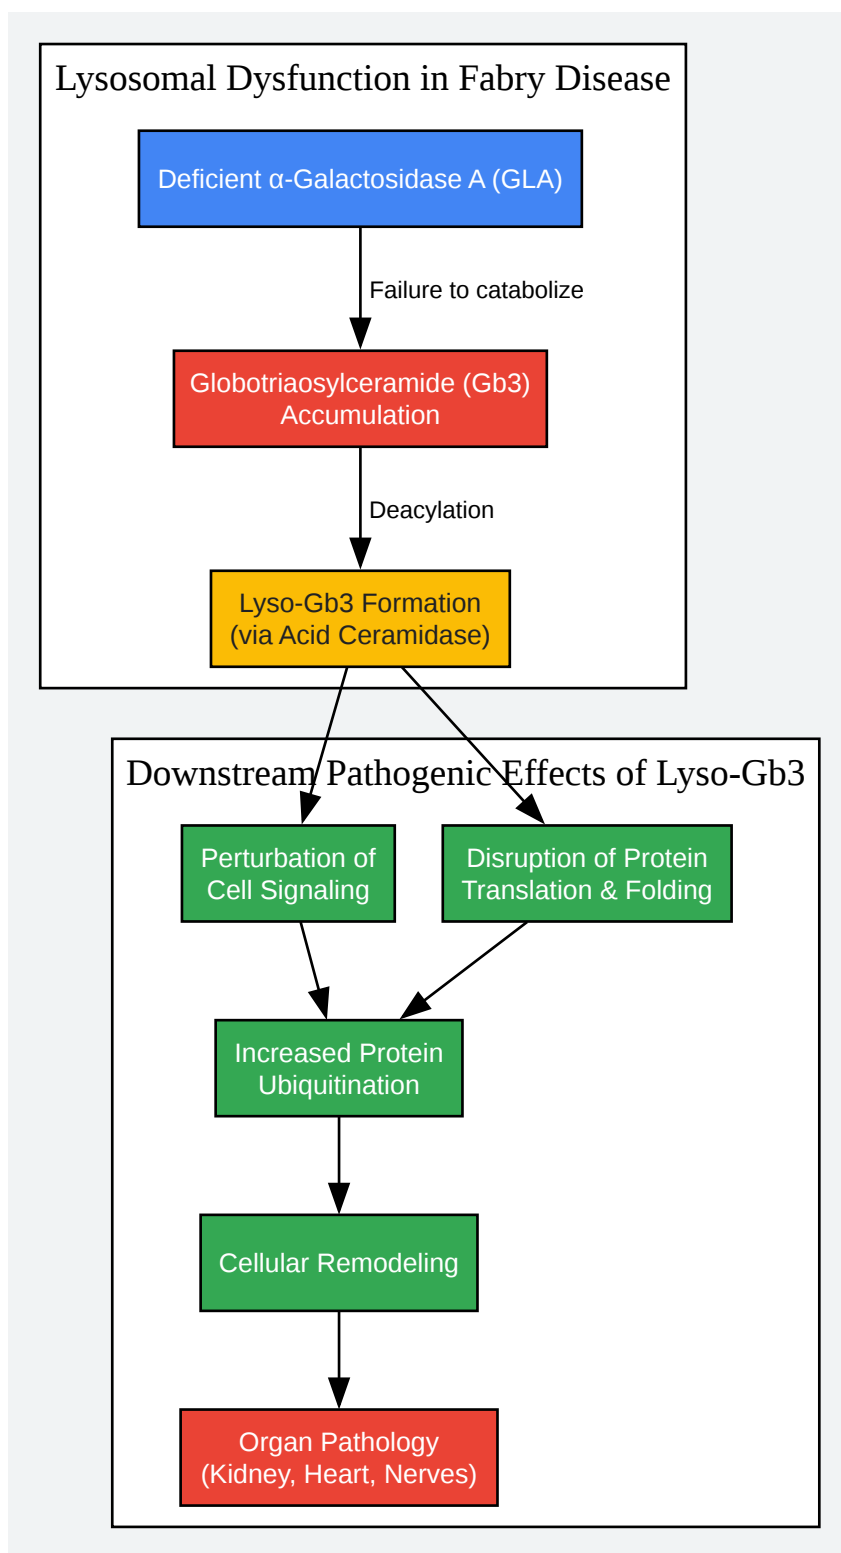 Lysosomal Dysfunction in Fabry Disease
Deficient α-Galactosidase A (GLA)
Failure to catabolize
Globotriaosylceramide (Gb3)
Accumulation
Deacylation
Lyso-Gb3 Formation
(via Acid Ceramidase)
Downstream Pathogenic Effects of Lyso-Gb3
Perturbation of
Cell Signaling
Disruption of Protein
Translation & Folding
Increased Protein
Ubiquitination
Cellular Remodeling
Organ Pathology
(Kidney, Heart, Nerves)